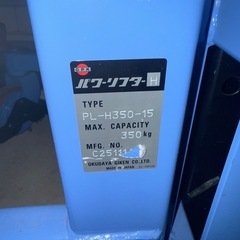 パワーリフターH
TYPE
PL-H350-15
MAX. CAPACITY
350kg
MFG. NO.
OKUDAYA GIKEN CO.,LTD.
MADE IN JAPAN